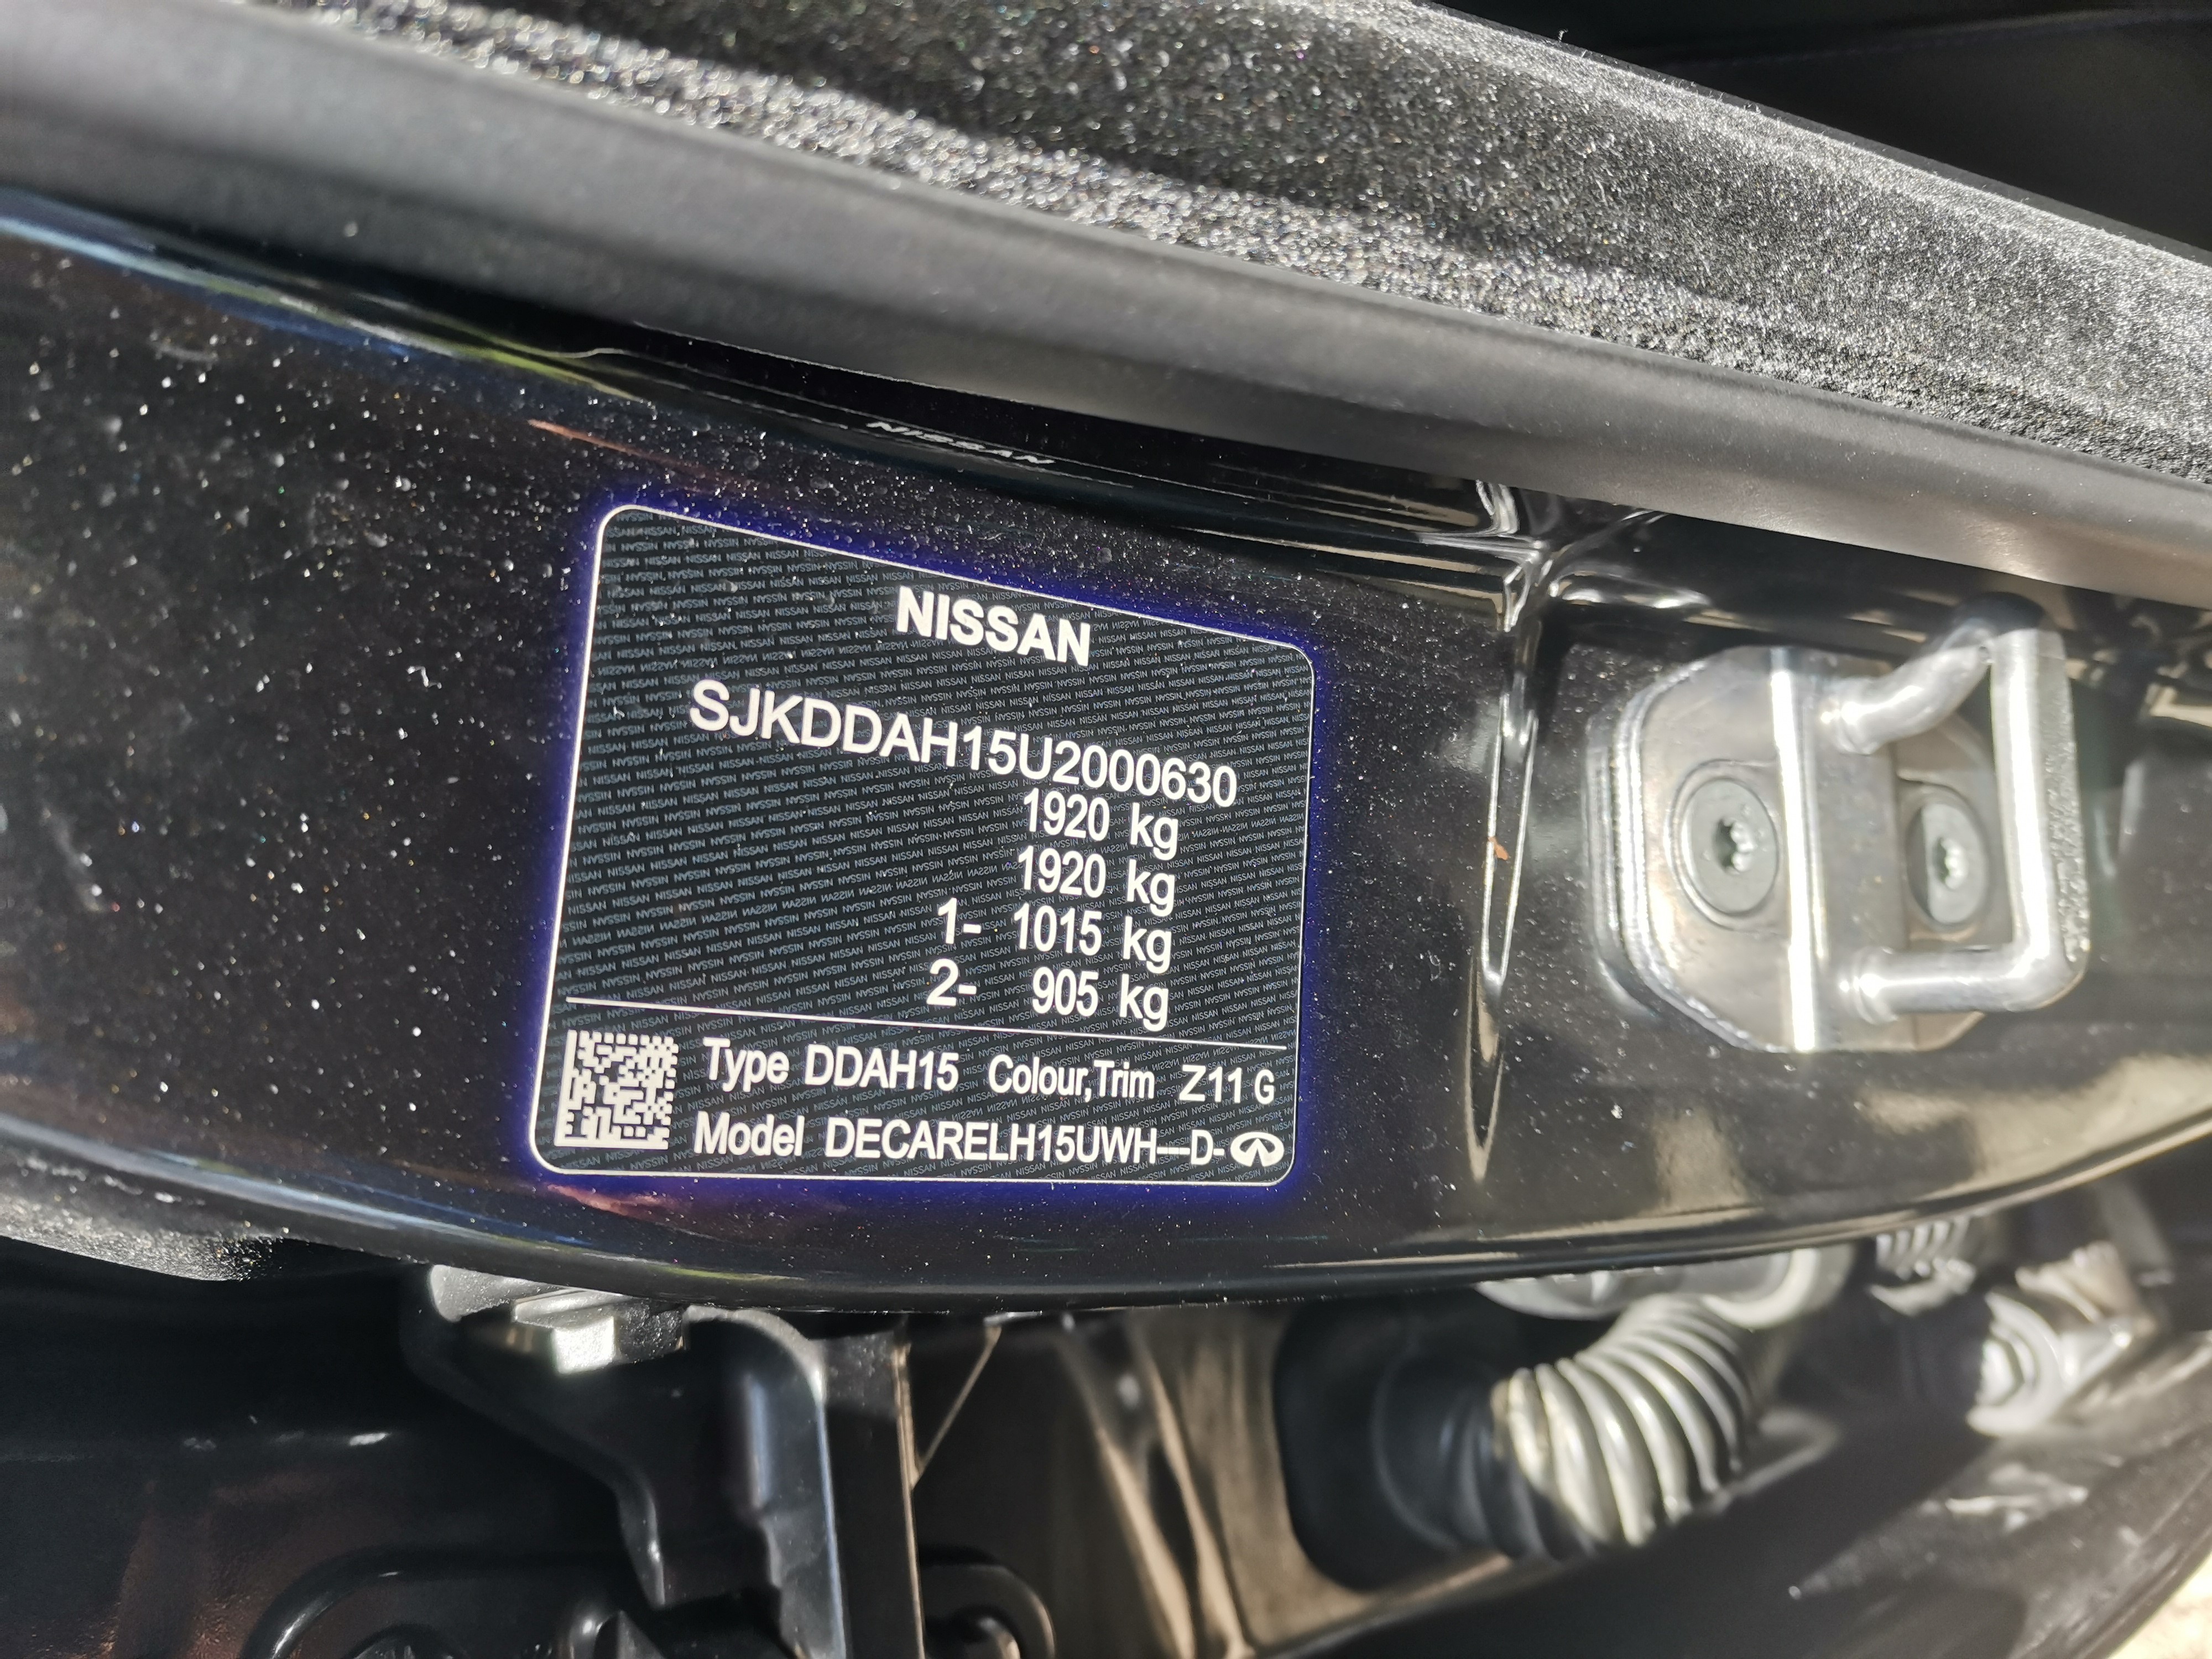 NISSAN
NISSAN
SJKDDAH15U2000630
1920 kg
1920 kg
1- 1015 kg
2- 905 kg
Type DDAH15 Colour,Trim Z11 G
Model DECARELH15UWH---D-